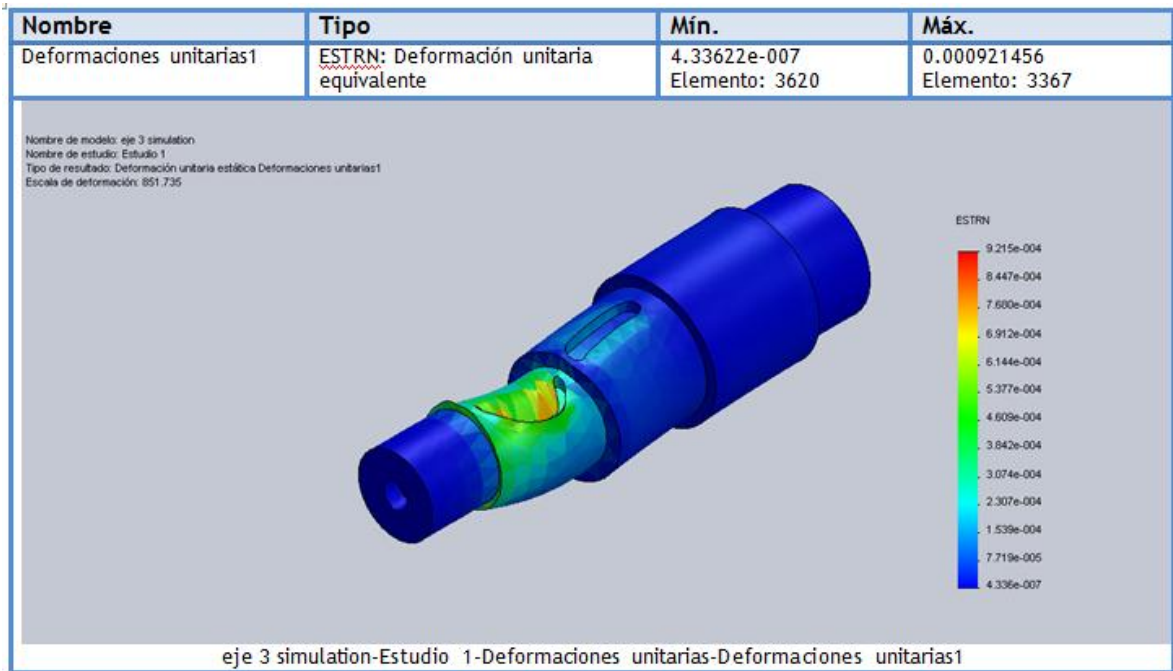 Nombre Tipo Mín. Máx.
Deformaciones unitarias1 ESTRN: Deformación unitaria 4.33622e-007 0.000921456
equivalente Elemento: 3620 Elemento: 3367
Nombre de modelo: eje 3 simulation
Nombre de estudio: Estudio 1
Tipo de resultado: Deformación unitaria estática Deformaciones unitarias1
Escala de deformación: 851.735
ESTRN
9.215e-004
8.447e-004
7.680e-004
6.912e-004
6.144e-004
5.377e-004
4.609e-004
3.842e-004
3.074e-004
2.307e-004
1.539e-004
7.719e-005
4.336e-007
eje 3 simulation-Estudio 1-Deformaciones unitarias-Deformaciones unitarias1